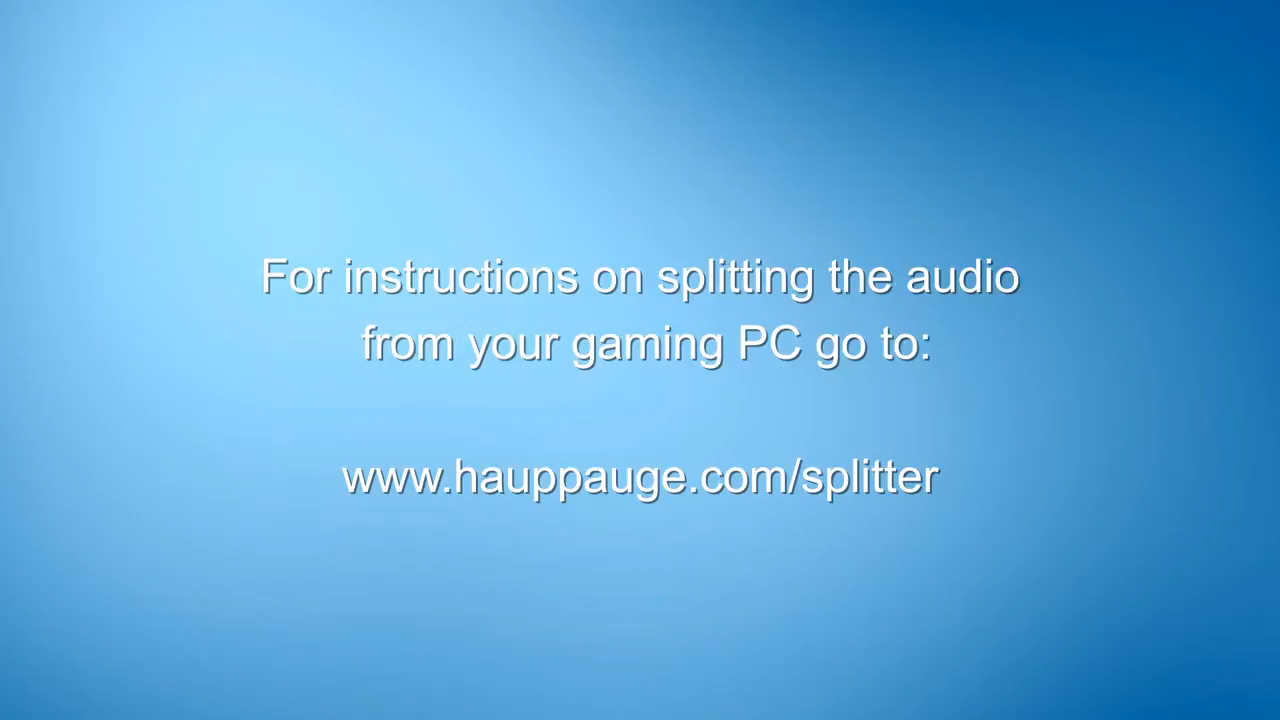 For instructions on splitting the audio
from your gaming PC go to:
www.hauppauge.com/splitter